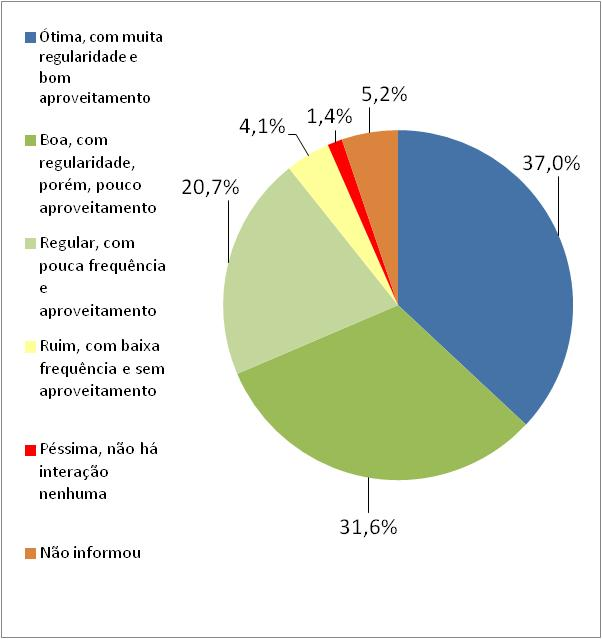 Ótima, com muita
regularidade e
bom
aproveitamento
Boa, com
regularidade,
porém, pouco
aproveitamento
Regular, com
pouca frequência
e
aproveitamento
Ruim, com baixa
frequência e sem
aproveitamento
Péssima, não há
interação
nenhuma
Não informou
5,2%
1,4%
4,1%
37,0%
20,7%
31,6%